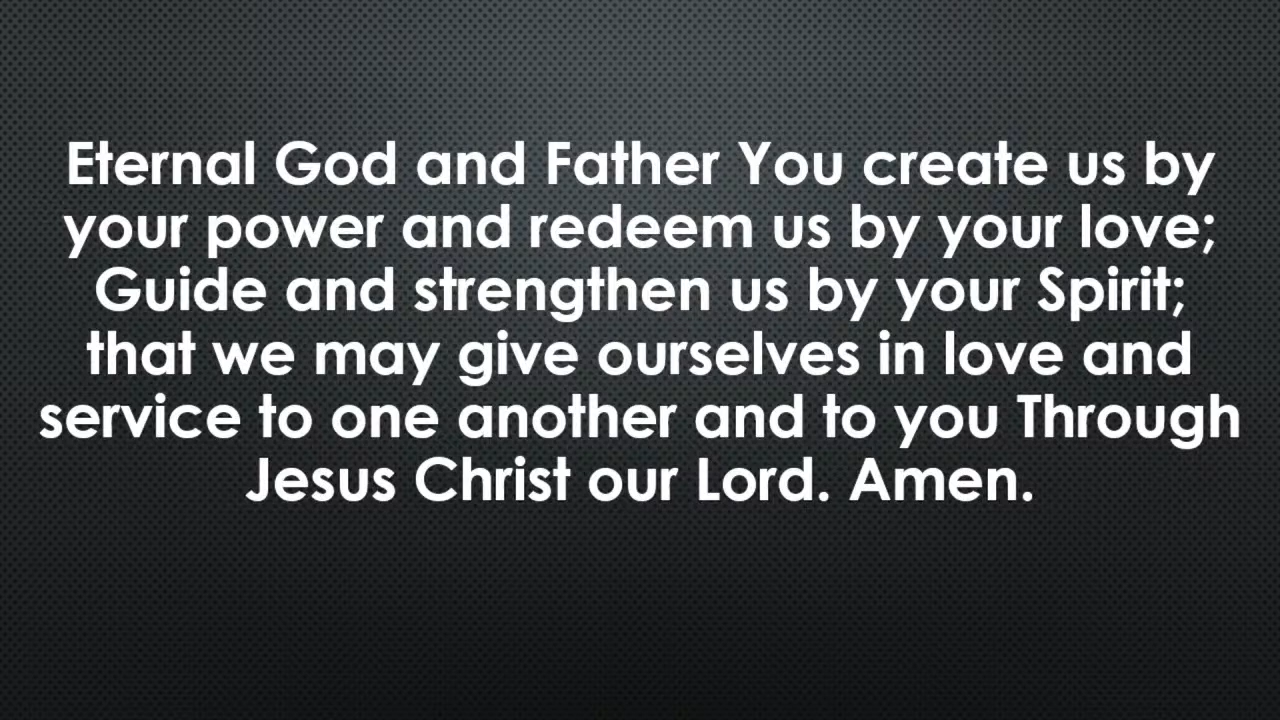 Eternal God and Father You create us by
your power and redeem us by your love;
Guide and strengthen us by your Spirit;
that we may give ourselves in love and
service to one another and to you Through
Jesus Christ our Lord. Amen.